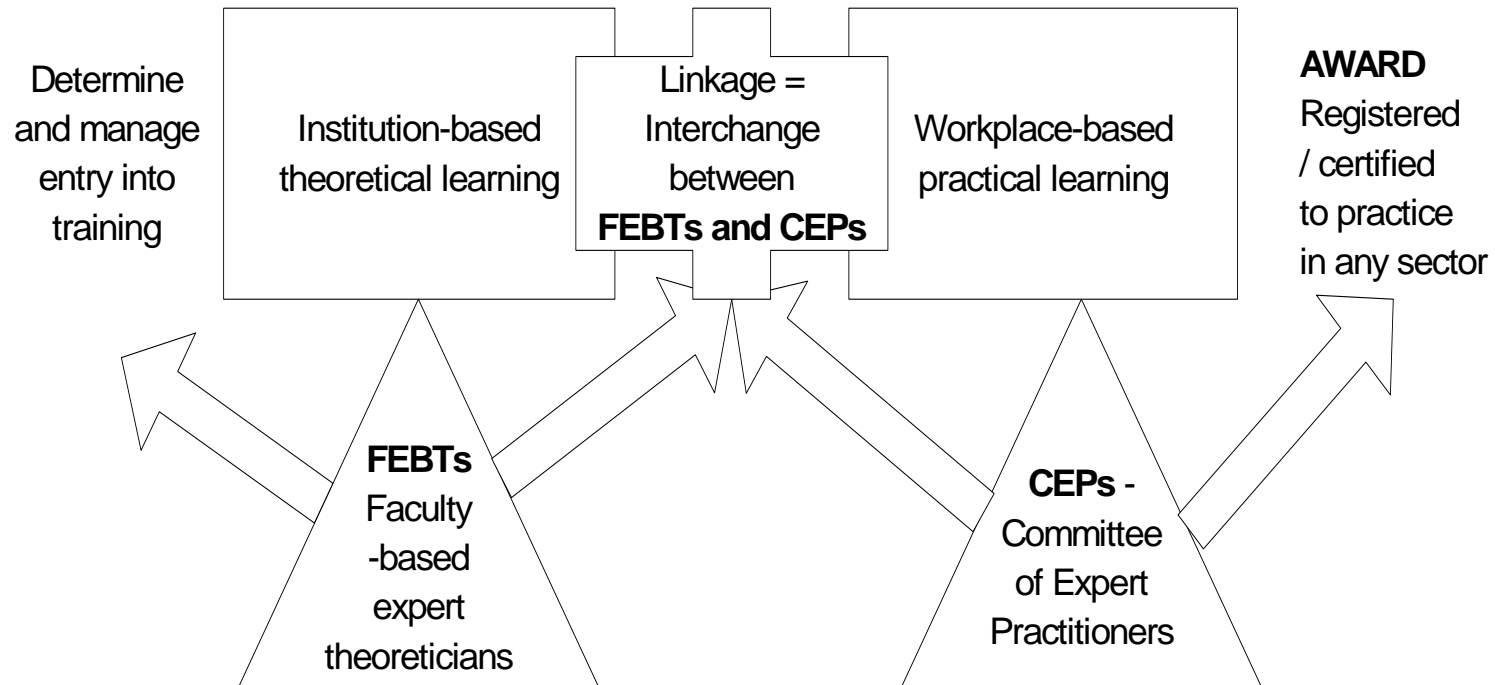 Determine
and manage
entry into
training
Institution-based
theoretical learning
Linkage =
Interchange
between
FEBTs and CEPs
Workplace-based
practical learning
AWARD
Registered
/ certified
to practice
in any sector
FEBTs
Faculty
-based
expert
theoreticians
CEPs -
Committee
of Expert
Practitioners